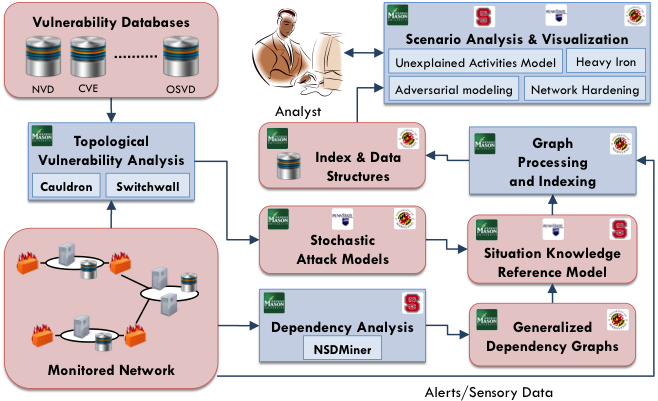 Vulnerability Databases
NVD
CVE
OSVD
Scenario Analysis & Visualization
Unexplained Activities Model
Heavy Iron
Adversarial modeling
Network Hardening
Analyst
Topological
Vulnerability Analysis
Cauldron
Switchwall
Index & Data
Structures
Graph
Processing
and Indexing
Stochastic
Attack Models
Situation Knowledge
Reference Model
Monitored Network
Dependency Analysis
NSDMiner
Generalized
Dependency Graphs
Alerts/Sensory Data